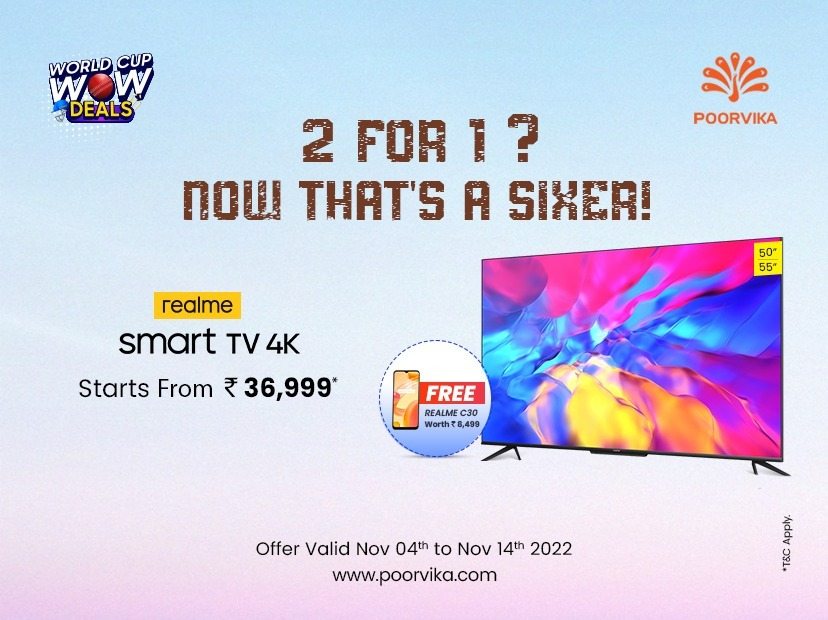 WORLD CUP
WOW
DEALS
POORVIKA
2 FOR 1 ?
NOW THAT'S A SIXER!
50"
55"
realme
smart TV 4K
Starts From ₹ 36,999*
FREE
REALME C30
Worth ₹ 8,499
*T&C Apply.
Offer Valid Nov 04th to Nov 14th 2022
www.poorvika.com